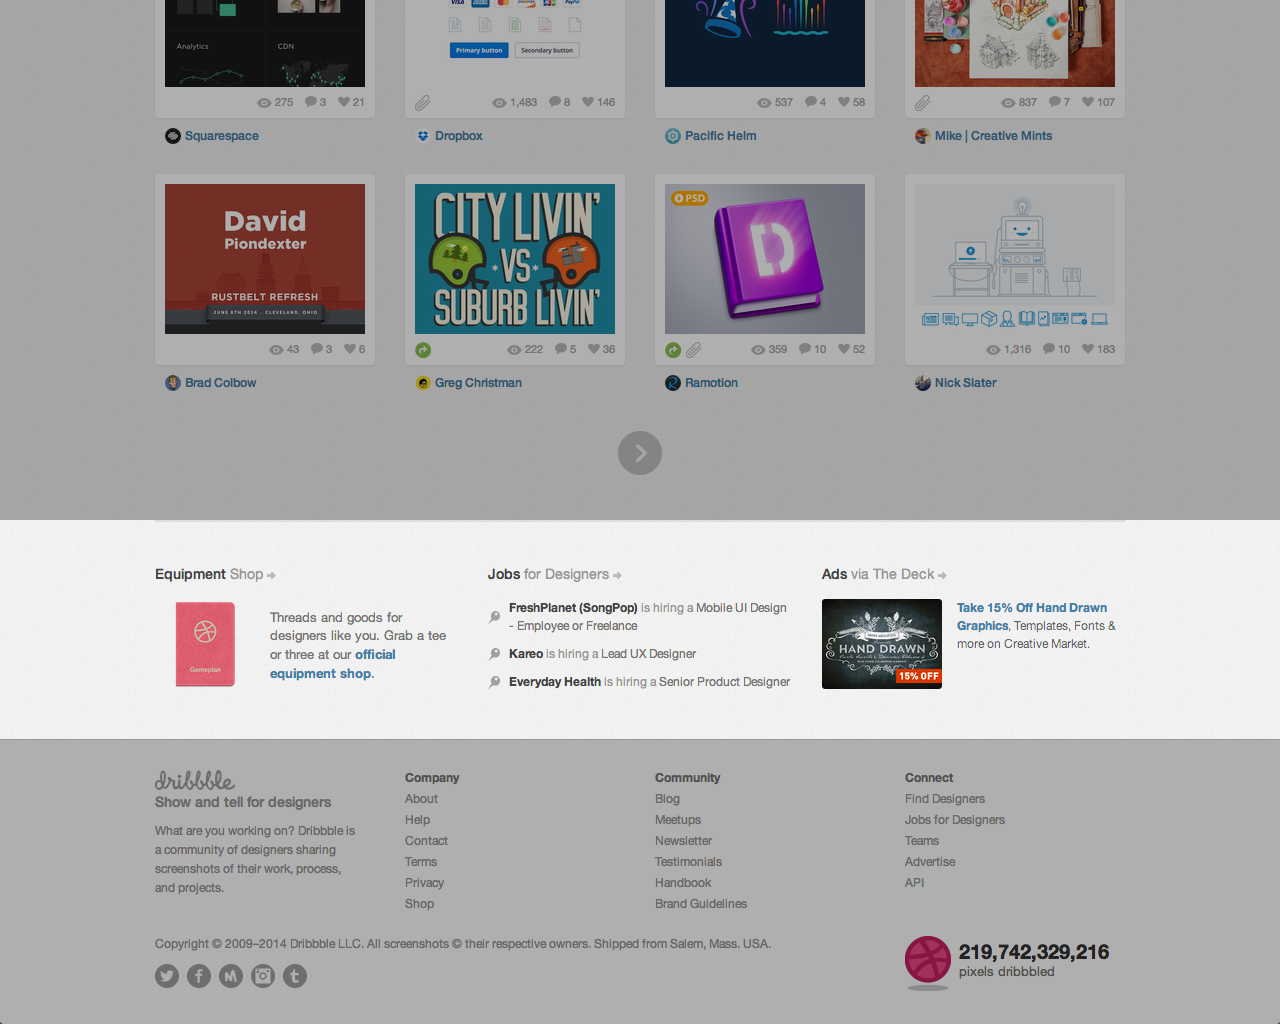 Analytics
CDN
275 3 21
Squarespace
VISA AMEX DISCOVER JCB PayPal
Primary button
Secondary button
1,483 8 146
Dropbox
537 4 58
Pacific Helm
837 7 107
Mike | Creative Mints
David
Piondexter
RUSTBELT REFRESH
JUNE 6TH 2014 · CLEVELAND, OHIO
43 3 6
Brad Colbow
CITY LIVIN'
VS
SUBURB LIVIN'
222 5 36
Greg Christman
PSD
D
359 10 52
Ramotion
1,316 10 183
Nick Slater
Equipment Shop
Gameplan
Threads and goods for
designers like you. Grab a tee
or three at our official
equipment shop.
Jobs for Designers
FreshPlanet (SongPop) is hiring a Mobile UI Design
- Employee or Freelance
Kareo is hiring a Lead UX Designer
Everyday Health is hiring a Senior Product Designer
Ads via The Deck
HAND DRAWN
15% OFF
Take 15% Off Hand Drawn
Graphics, Templates, Fonts &
more on Creative Market.
dribbble
Show and tell for designers
What are you working on? Dribbble is
a community of designers sharing
screenshots of their work, process,
and projects.
Company
About
Help
Contact
Terms
Privacy
Shop
Community
Blog
Meetups
Newsletter
Testimonials
Handbook
Brand Guidelines
Connect
Find Designers
Jobs for Designers
Teams
Advertise
API
Copyright © 2009–2014 Dribbble LLC. All screenshots © their respective owners. Shipped from Salem, Mass. USA.
219,742,329,216
pixels dribbbled